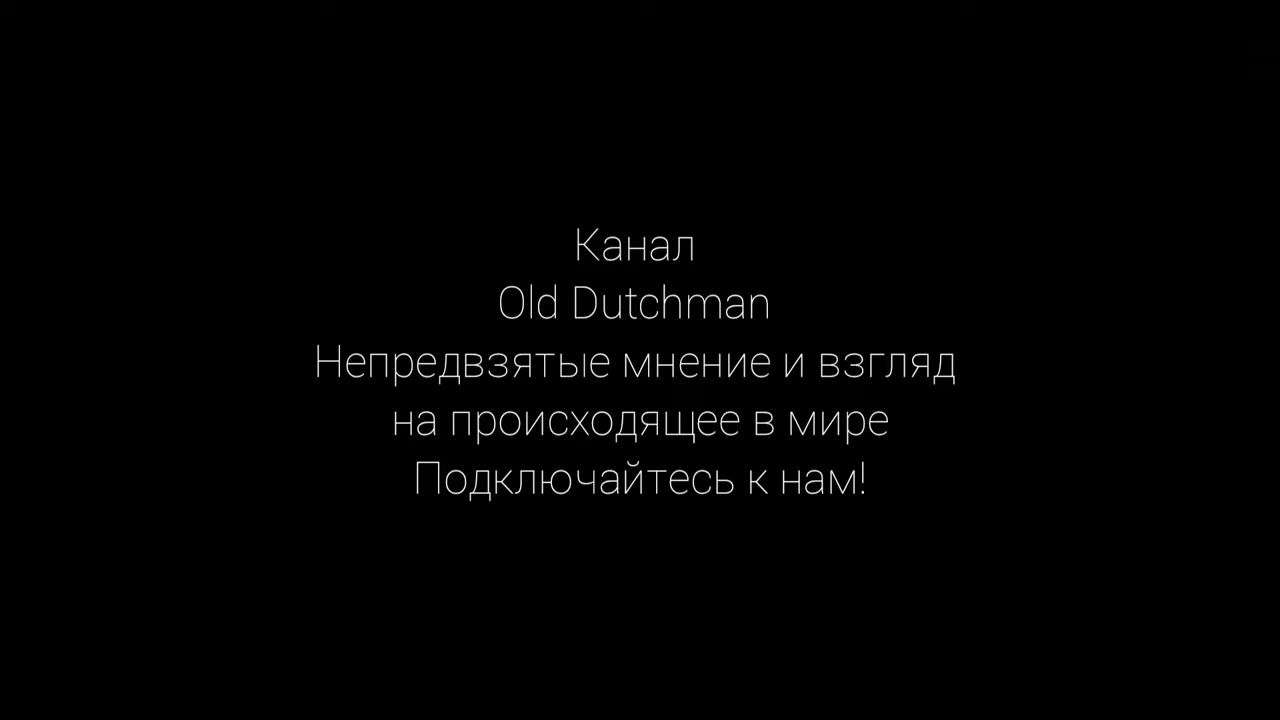 Канал
Old Dutchman
Непредвзятые мнение и взгляд
на происходящее в мире
Подключайтесь к нам!